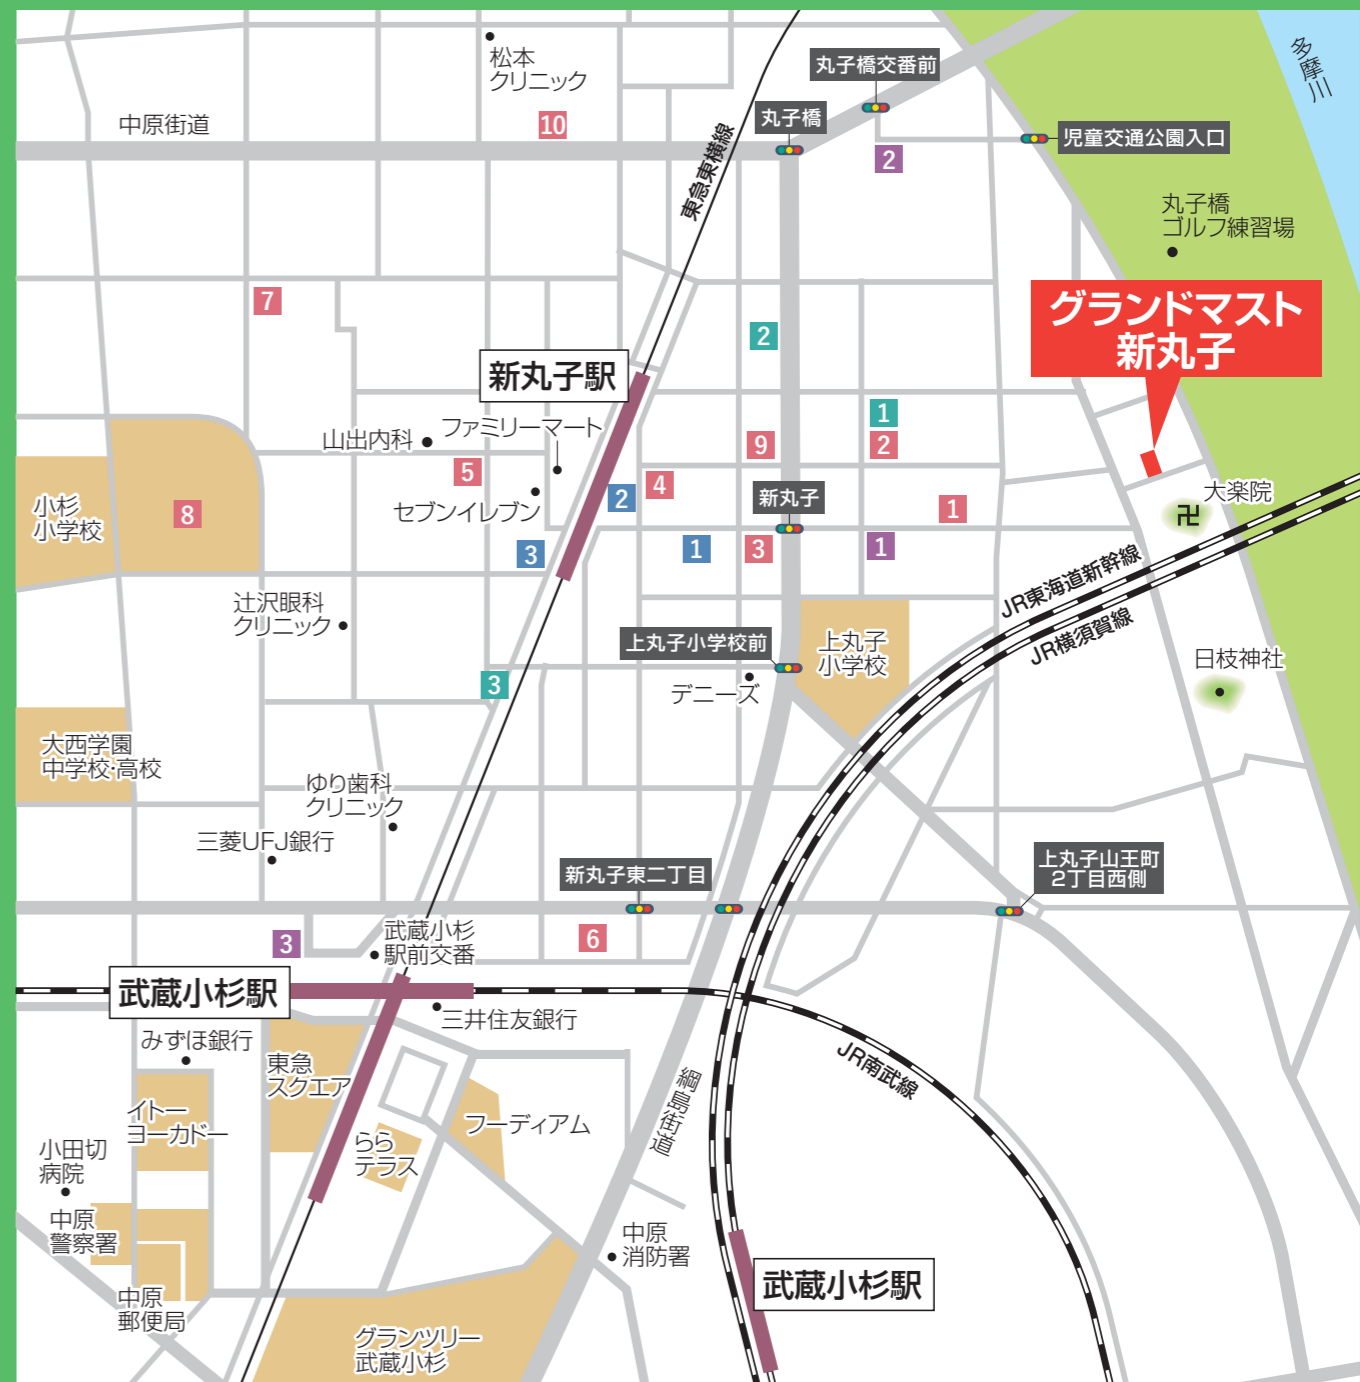 松本
クリニック
丸子橋交番前
多摩川
中原街道
10
丸子橋
児童交通公園入口
2
東急東横線
丸子橋
ゴルフ練習場
7
グランドマスト
新丸子
2
新丸子駅
1
山出内科
ファミリーマート
9
2
5
4
小杉
小学校
8
セブンイレブン
2
新丸子
1
大楽院
卍
3
1
3
1
JR東海道新幹線
JR横須賀線
辻沢眼科
クリニック
上丸子小学校前
上丸子
小学校
日枝神社
3
デニーズ
大西学園
中学校・高校
ゆり歯科
クリニック
三菱UFJ銀行
新丸子東二丁目
上丸子山王町
2丁目西側
3
武蔵小杉
駅前交番
6
武蔵小杉駅
三井住友銀行
みずほ銀行
東急
スクエア
JR南武線
綱島街道
イトー
ヨーカドー
フーディアム
らら
テラス
小田切
病院
中原
警察署
中原
消防署
武蔵小杉駅
中原
郵便局
グランツリー
武蔵小杉